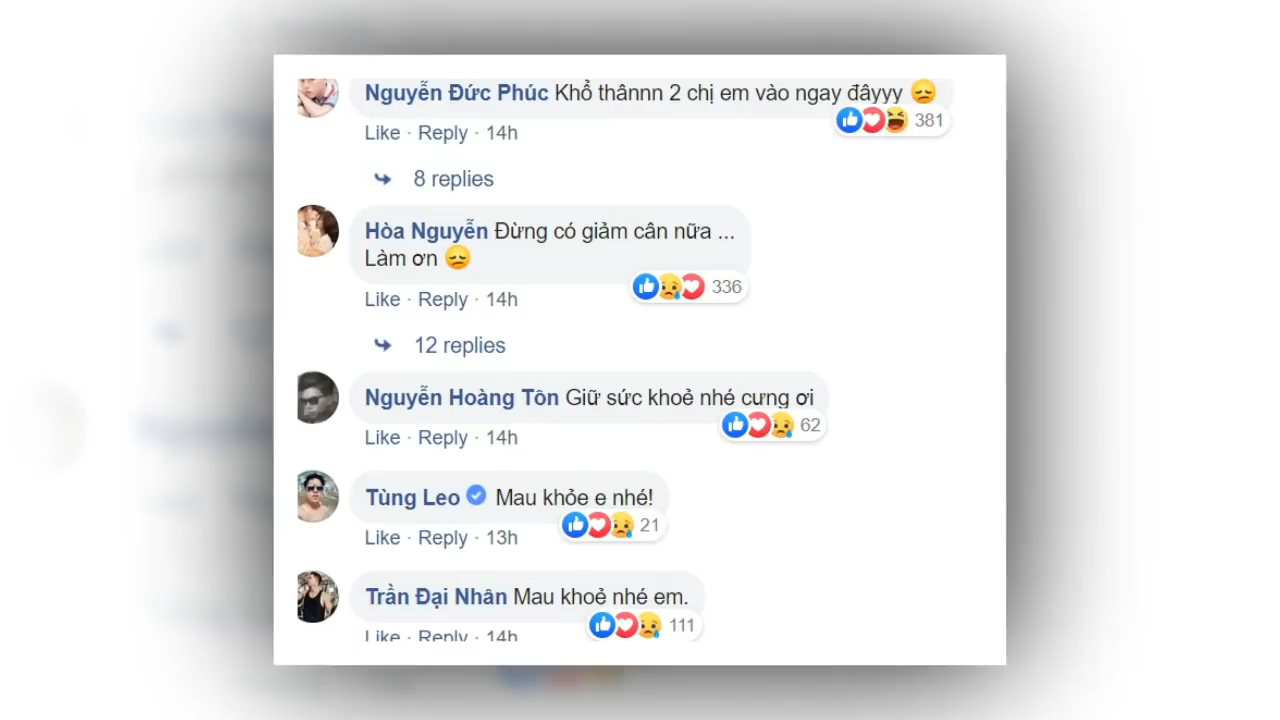 Nguyễn Đức Phúc Khổ thânnn 2 chị em vào ngay đâyyy 😞
381
Like · Reply · 14h
8 replies
Hòa Nguyễn Đừng có giảm cân nữa ...
Làm ơn 😞
336
Like · Reply · 14h
12 replies
Nguyễn Hoàng Tôn Giữ sức khoẻ nhé cưng ơi
62
Like · Reply · 14h
Tùng Leo Mau khỏe e nhé!
21
Like · Reply · 13h
Trần Đại Nhân Mau khoẻ nhé em.
111
Like · Reply · 14h